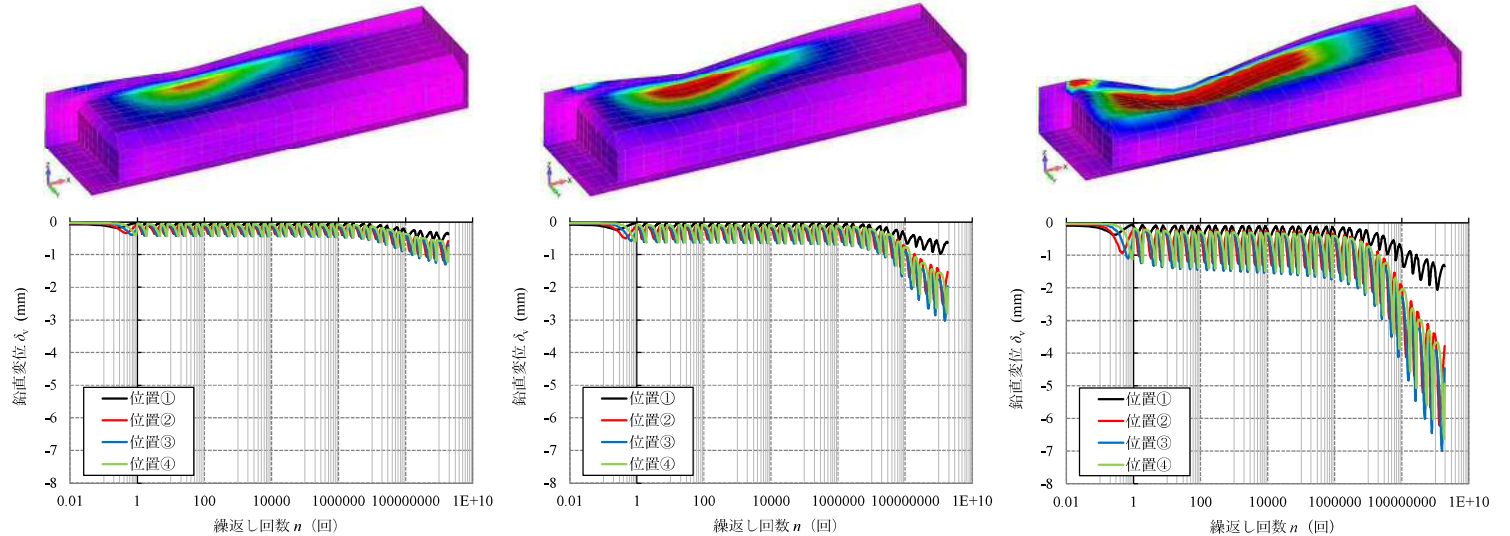 z
x
y
z
x
y
z
x
y
0
-1
-2
-3
-4
-5
-6
-7
-8
鉛直変位 δv (mm)
位置①
位置②
位置③
位置④
0.01 1 100 10000 1000000 100000000 1E+10
繰返し回数 n (回)
0
-1
-2
-3
-4
-5
-6
-7
-8
鉛直変位 δv (mm)
位置①
位置②
位置③
位置④
0.01 1 100 10000 1000000 100000000 1E+10
繰返し回数 n (回)
0
-1
-2
-3
-4
-5
-6
-7
-8
鉛直変位 δv (mm)
位置①
位置②
位置③
位置④
0.01 1 100 10000 1000000 100000000 1E+10
繰返し回数 n (回)